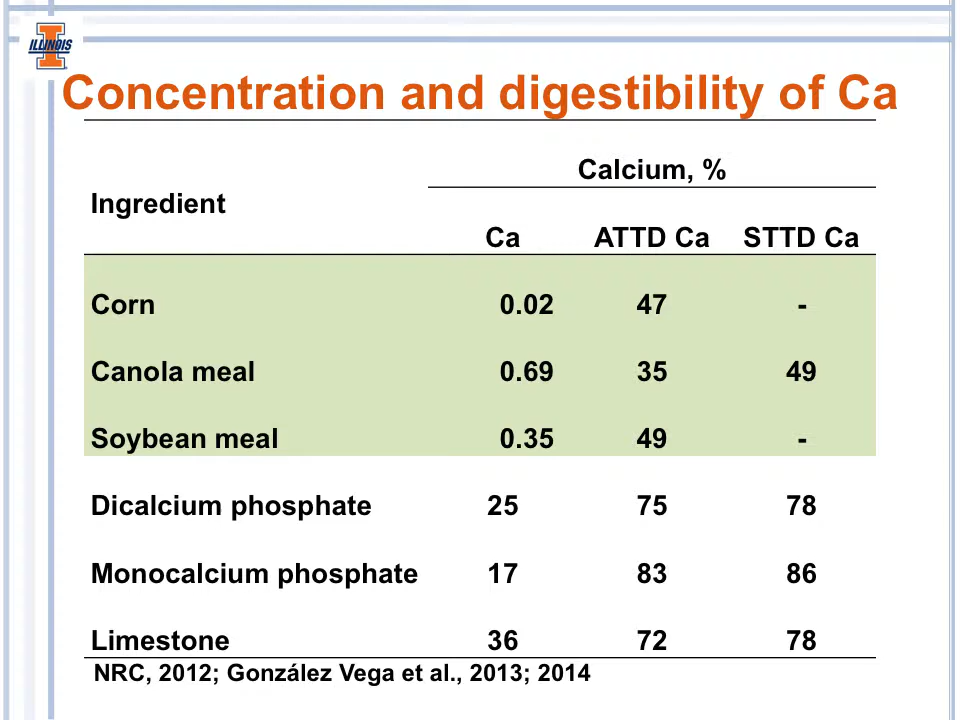 ILLINOIS
Concentration and digestibility of Ca
Calcium, %
Ingredient
Ca ATTD Ca STTD Ca
Corn 0.02 47 -
Canola meal 0.69 35 49
Soybean meal 0.35 49 -
Dicalcium phosphate 25 75 78
Monocalcium phosphate 17 83 86
Limestone 36 72 78
NRC, 2012; González Vega et al., 2013; 2014